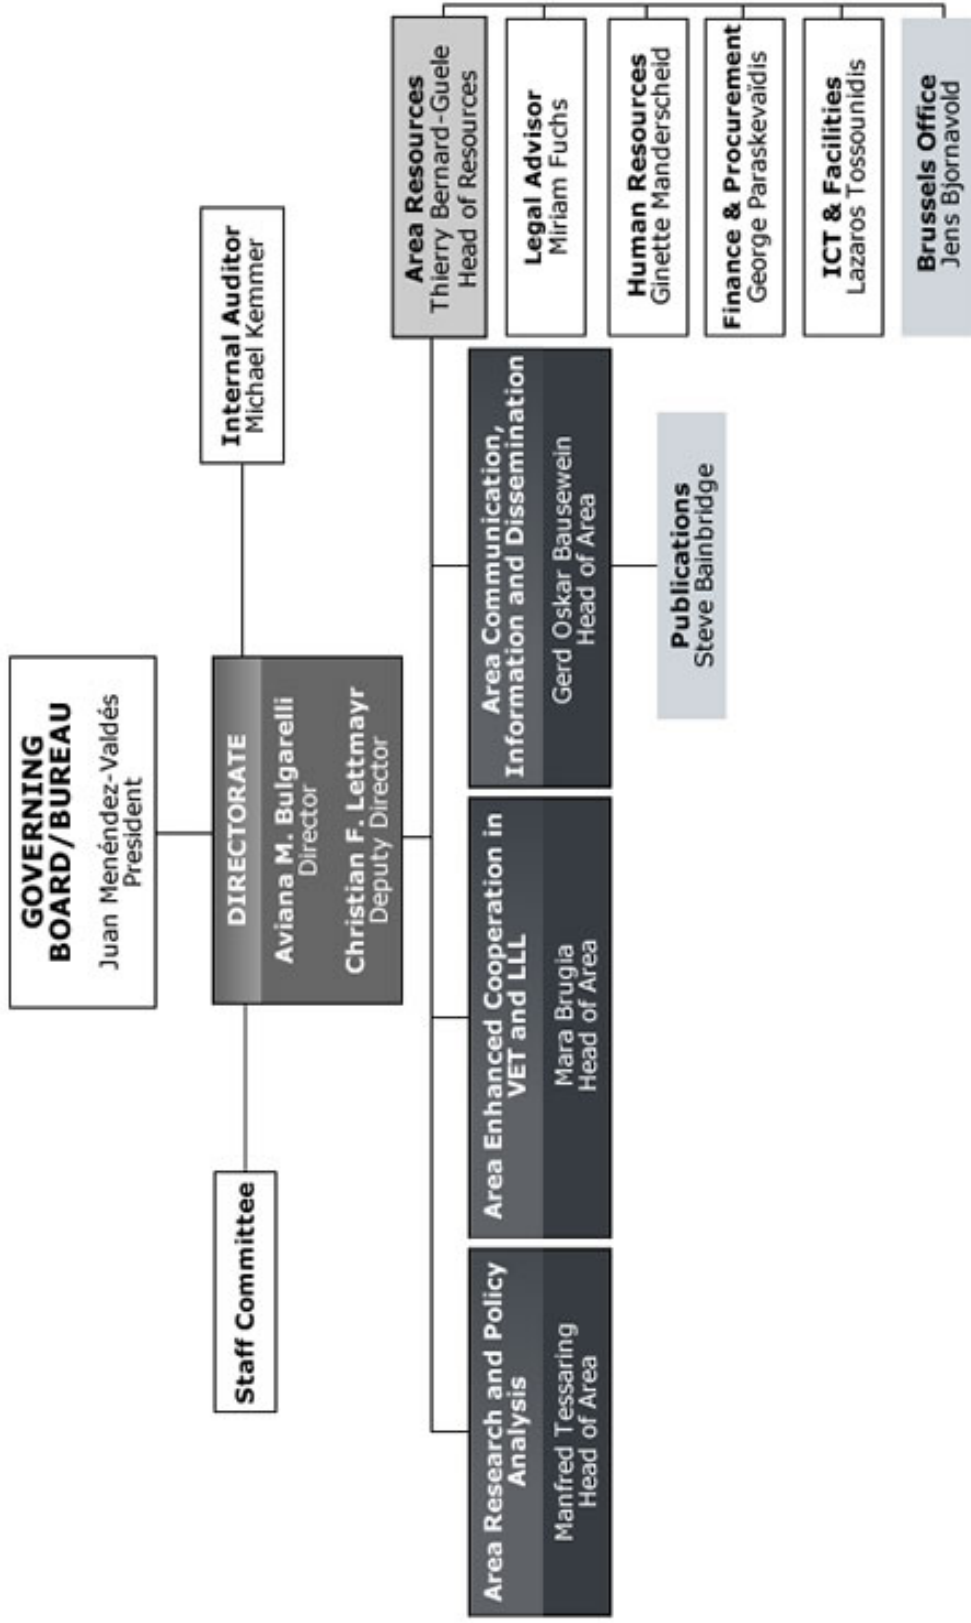 GOVERNING
BOARD/BUREAU
Juan Menéndez-Valdés
President
Staff Committee
DIRECTORATE
Aviana M. Bulgarelli
Director
Christian F. Lettmayr
Deputy Director
Internal Auditor
Michael Kemmer
Area Research and Policy
Analysis
Manfred Tessaring
Head of Area
Area Enhanced Cooperation in
VET and LLL
Mara Brugia
Head of Area
Area Communication,
Information and Dissemination
Gerd Oskar Bausewein
Head of Area
Publications
Steve Bainbridge
Area Resources
Thierry Bernard-Guele
Head of Resources
Legal Advisor
Miriam Fuchs
Human Resources
Ginette Manderscheid
Finance & Procurement
George Paraskevaïdis
ICT & Facilities
Lazaros Tossounidis
Brussels Office
Jens Bjornavold